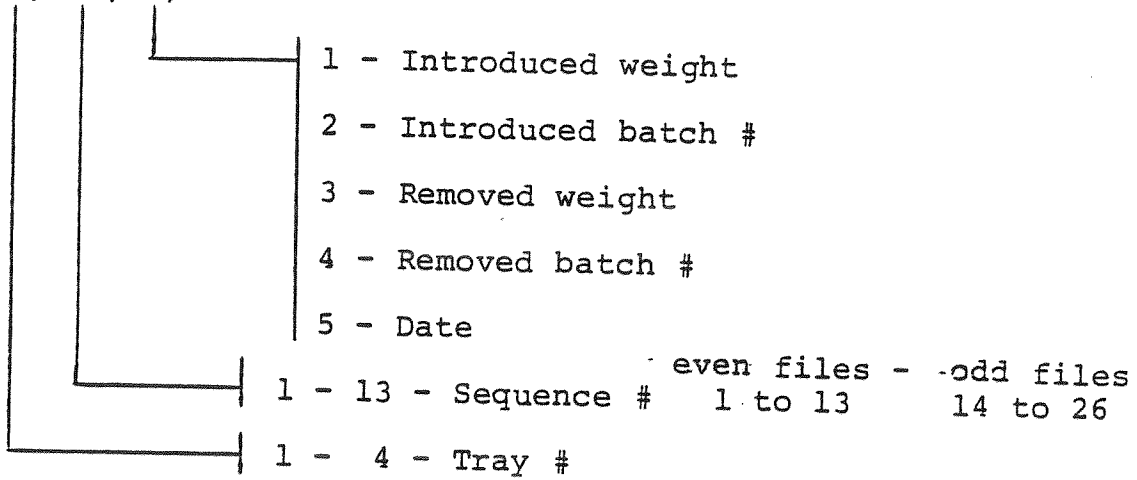 1 - Introduced weight
2 - Introduced batch #
3 - Removed weight
4 - Removed batch #
5 - Date
even files - odd files
1 - 13 - Sequence # 1 to 13 14 to 26
1 - 4 - Tray #